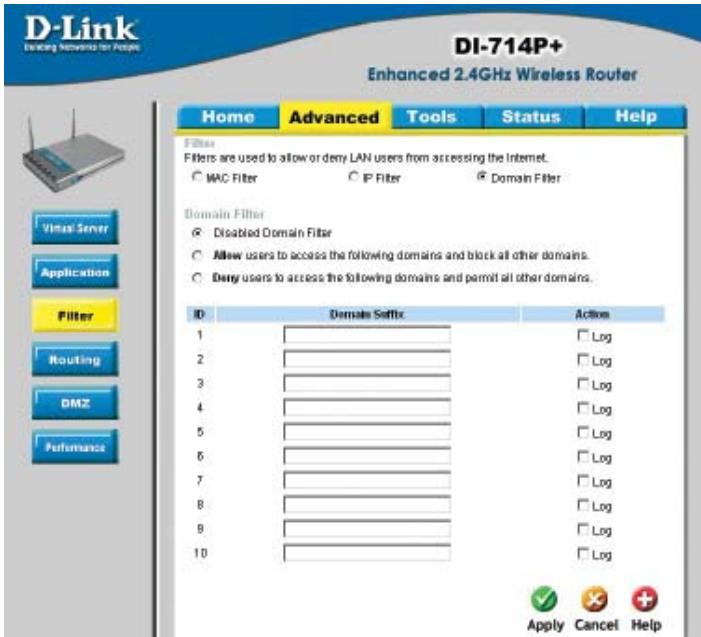 D-Link
Building Networks for People
DI-714P+
Enhanced 2.4GHz Wireless Router
Home Advanced Tools Status Help
Filter
Filters are used to allow or deny LAN users from accessing the Internet.
MAC Filter IP Filter Domain Filter
Domain Filter
Disabled Domain Filter
Allow users to access the following domains and block all other domains.
Deny users to access the following domains and permit all other domains.
Virtual Server
Application
Filter
Routing
DMZ
Performance
ID Domain Suffix Action
1 Log
2 Log
3 Log
4 Log
5 Log
6 Log
7 Log
8 Log
9 Log
10 Log
Apply Cancel Help